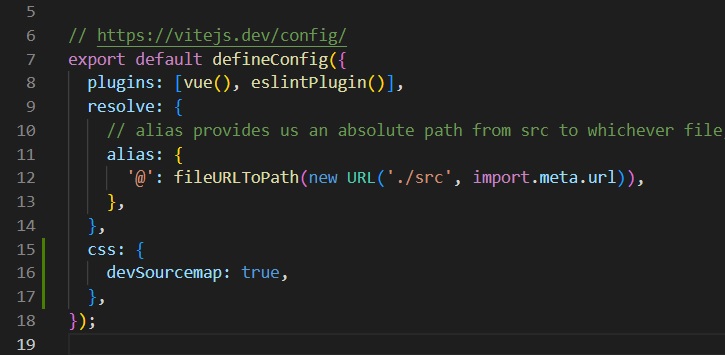 5
6 // https://vitejs.dev/config/
7 export default defineConfig({
8   plugins: [vue(), eslintPlugin()],
9   resolve: {
10     // alias provides us an absolute path from src to whichever file
11     alias: {
12       '@': fileURLToPath(new URL('./src', import.meta.url)),
13     },
14   },
15   css: {
16     devSourcemap: true,
17   },
18 });
19